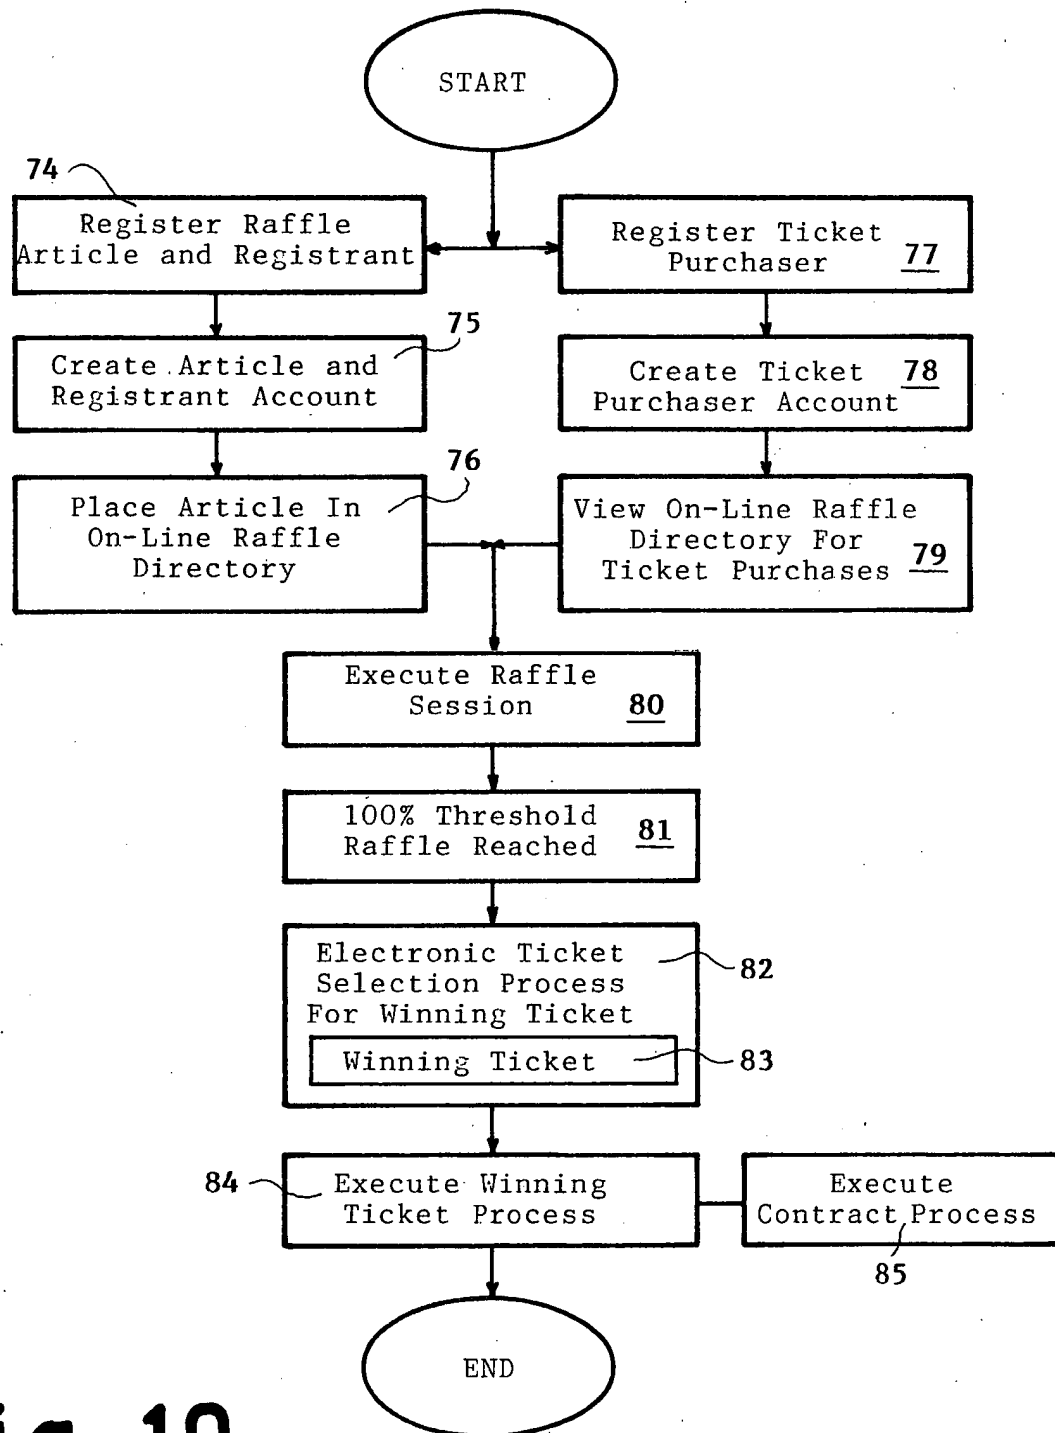 START
74
Register Raffle
Article and Registrant
Register Ticket
Purchaser 77
75
Create Article and
Registrant Account
Create Ticket 78
Purchaser Account
76
Place Article In
On-Line Raffle
Directory
View On-Line Raffle
Directory For
Ticket Purchases 79
Execute Raffle
Session 80
100% Threshold
Raffle Reached 81
Electronic Ticket
Selection Process
For Winning Ticket
82
Winning Ticket
83
84
Execute Winning
Ticket Process
Execute
Contract Process
85
END